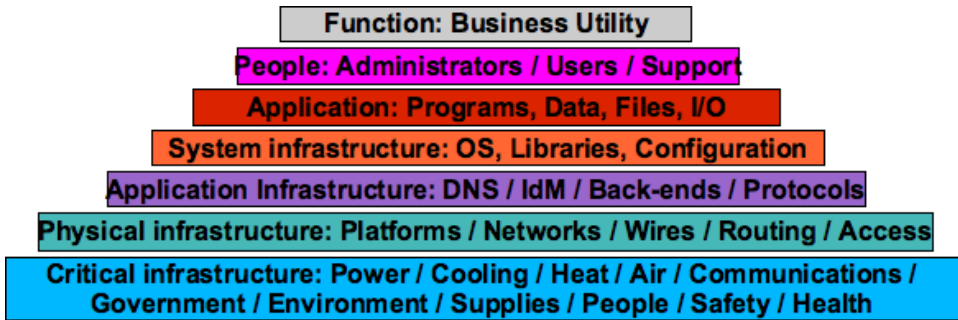 Function: Business Utility
People: Administrators / Users / Support
Application: Programs, Data, Files, I/O
System infrastructure: OS, Libraries, Configuration
Application Infrastructure: DNS / IdM / Back-ends / Protocols
Physical infrastructure: Platforms / Networks / Wires / Routing / Access
Critical infrastructure: Power / Cooling / Heat / Air / Communications /
Government / Environment / Supplies / People / Safety / Health